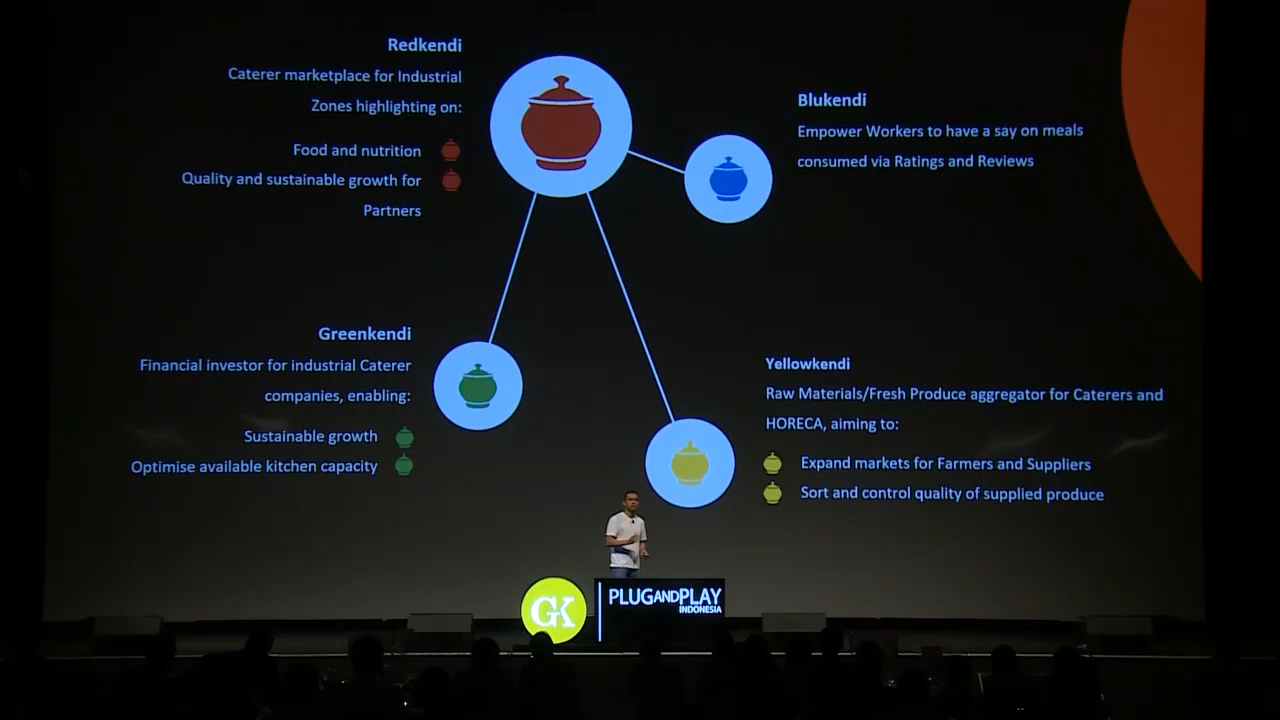 Redkendi
Caterer marketplace for Industrial
Zones highlighting on:
Food and nutrition
Quality and sustainable growth for
Partners
Blukendi
Empower Workers to have a say on meals
consumed via Ratings and Reviews
Greenkendi
Financial investor for industrial Caterer
companies, enabling:
Sustainable growth
Optimise available kitchen capacity
Yellowkendi
Raw Materials/Fresh Produce aggregator for Caterers and
HORECA, aiming to:
Expand markets for Farmers and Suppliers
Sort and control quality of supplied produce
GK
PLUGANDPLAY
INDONESIA